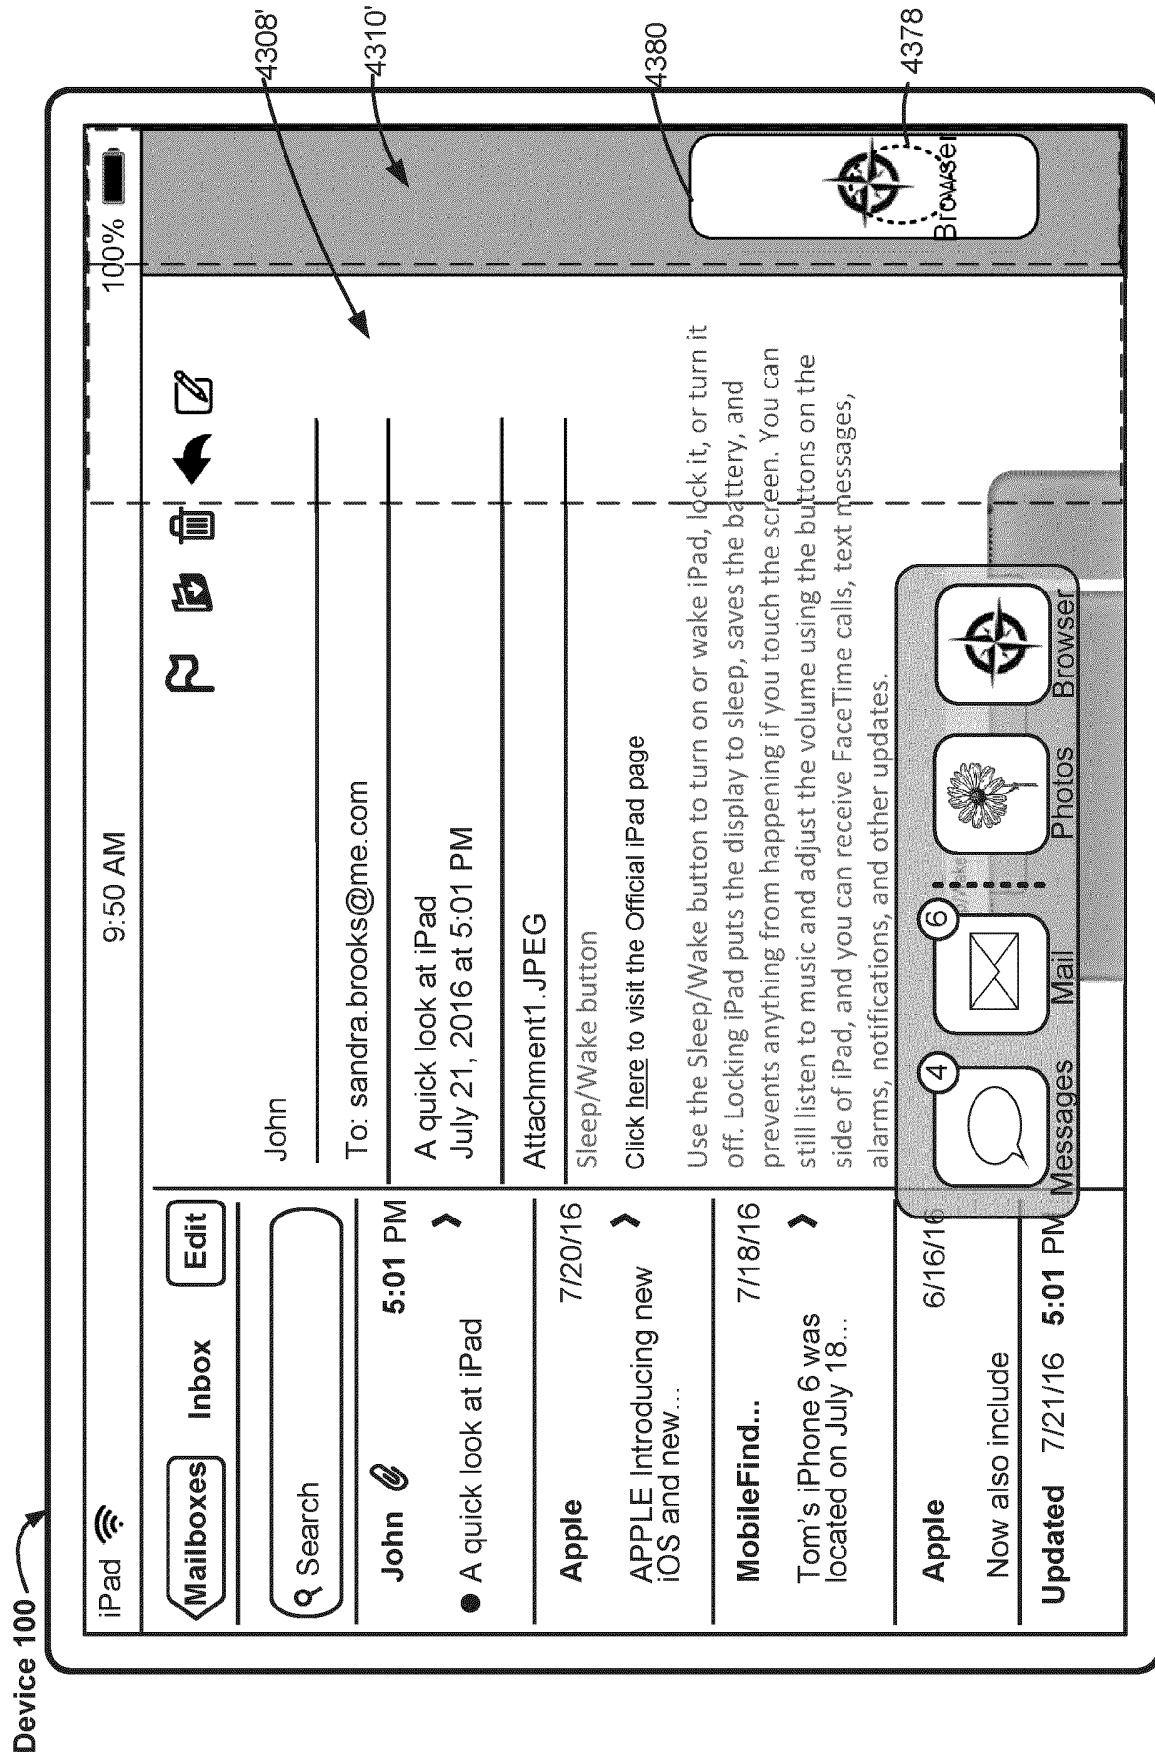 Device 100
iPad
9:50 AM
100%
Mailboxes
Inbox
Edit
Search
John
5:01 PM
A quick look at iPad
Apple
7/20/16
APPLE Introducing new
iOS and new...
MobileFind...
7/18/16
Tom's iPhone 6 was
located on July 18...
Apple
6/16/16
Now also include
Updated 7/21/16 5:01 PM
John
To: sandra.brooks@me.com
A quick look at iPad
July 21, 2016 at 5:01 PM
Attachment1.JPEG
Sleep/Wake button
Click here to visit the Official iPad page
Use the Sleep/Wake button to turn on or wake iPad, lock it, or turn it
off. Locking iPad puts the display to sleep, saves the battery, and
prevents anything from happening if you touch the screen. You can
still listen to music and adjust the volume using the buttons on the
side of iPad, and you can receive FaceTime calls, text messages,
alarms, notifications, and other updates.
4
6
Messages
Mail
Photos
Browser
Browser
4308'
4310'
4380
4378